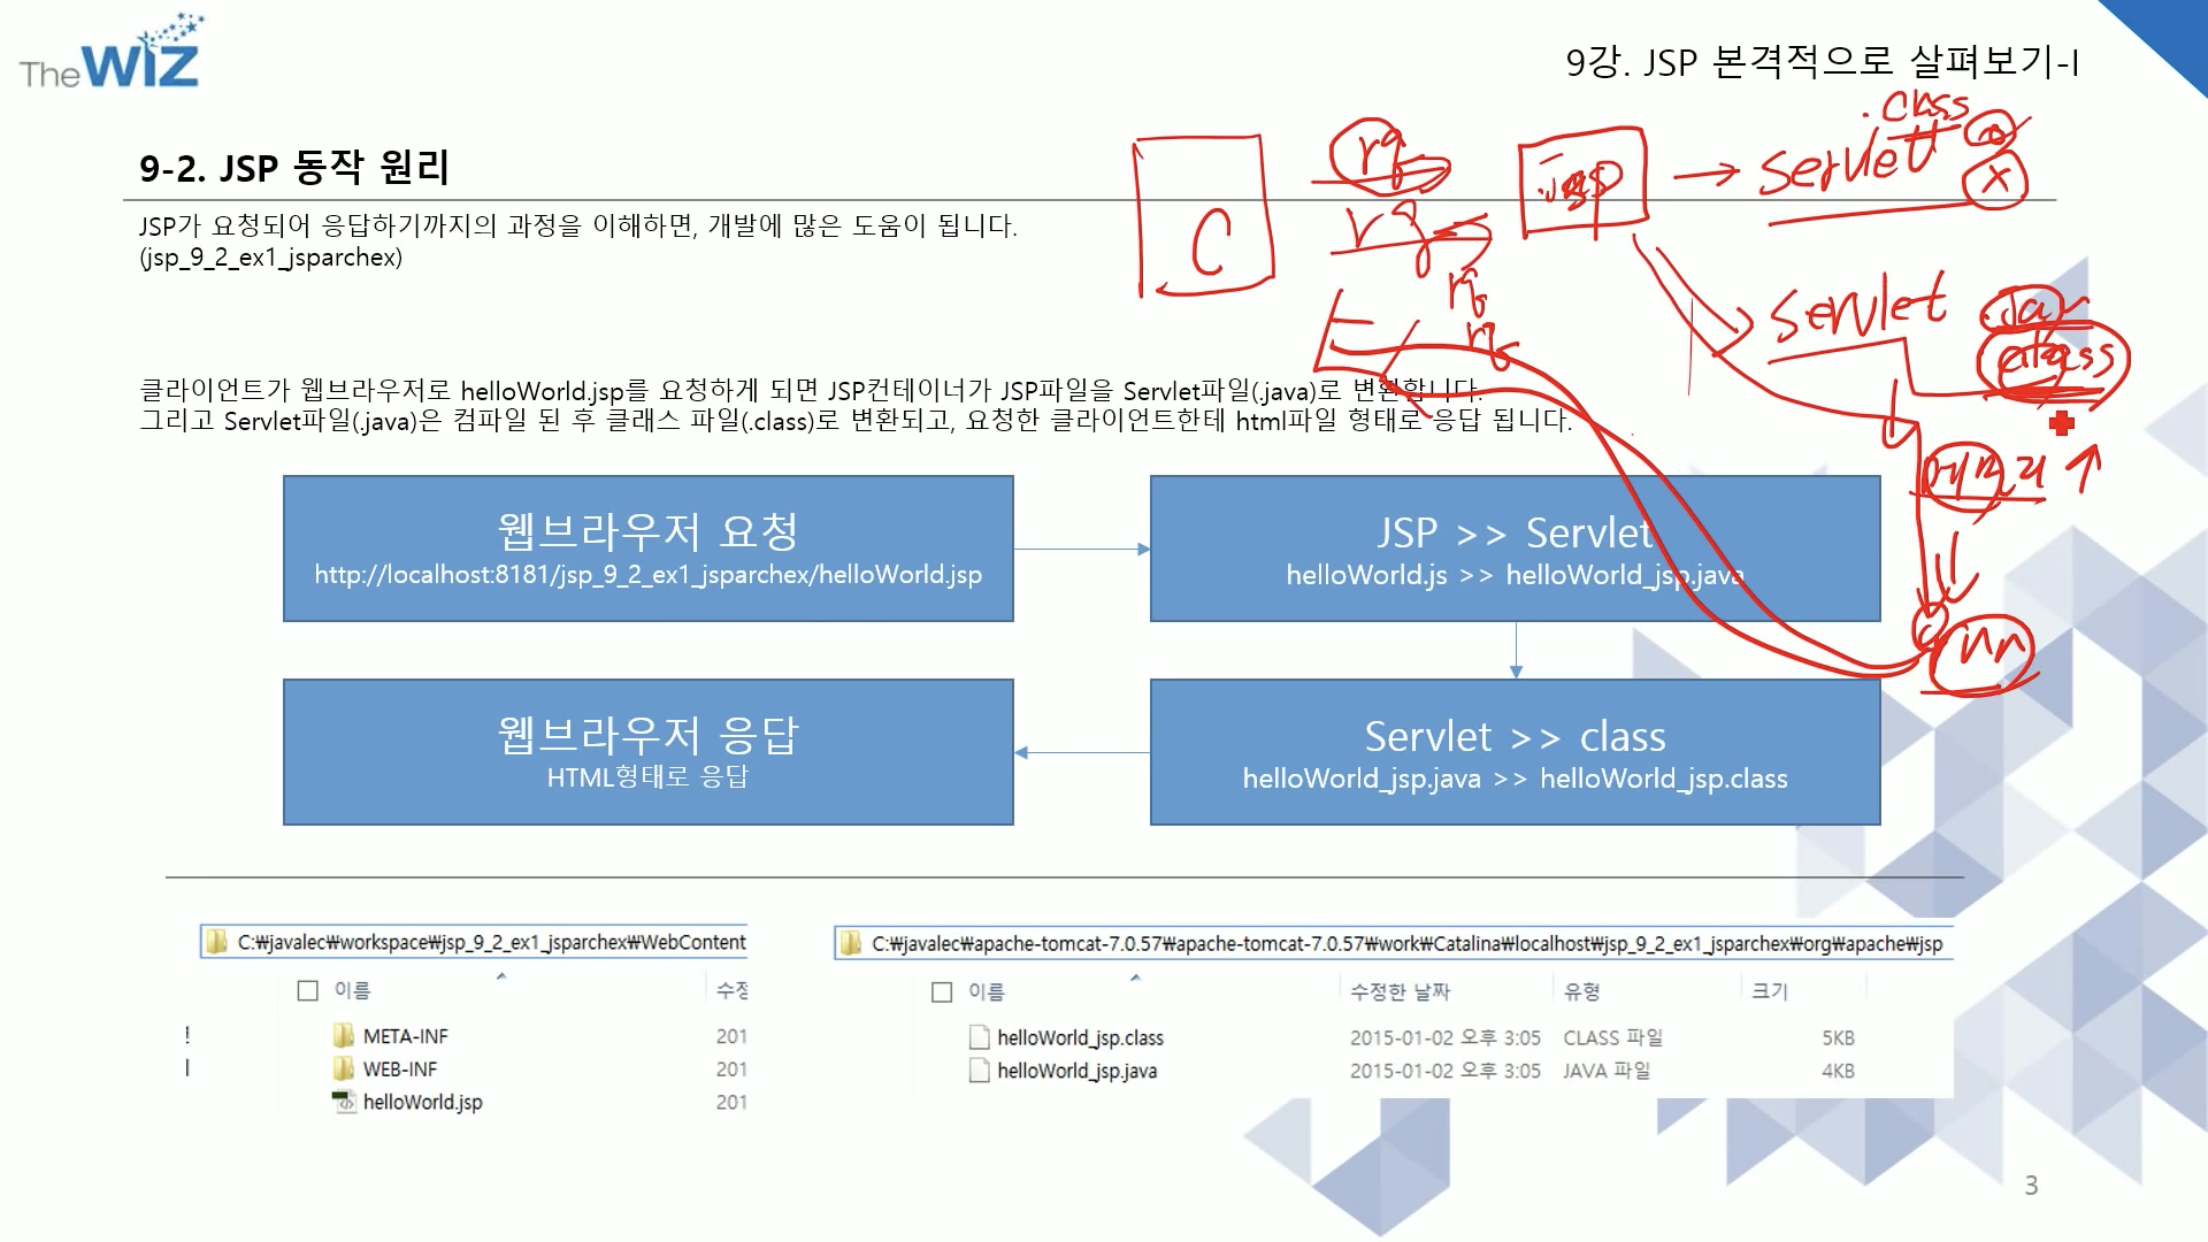 The WIZ
9강. JSP 본격적으로 살펴보기-I
9-2. JSP 동작 원리
JSP가 요청되어 응답하기까지의 과정을 이해하면, 개발에 많은 도움이 됩니다.
(jsp_9_2_ex1_jsparchex)
C
rq
rq
rq
.jsp
.class
servlet
x
servlet
.Jav
class
메모리
run
클라이언트가 웹브라우저로 helloWorld.jsp를 요청하게 되면 JSP컨테이너가 JSP파일을 Servlet파일(.java)로 변환합니다.
그리고 Servlet파일(.java)은 컴파일 된 후 클래스 파일(.class)로 변환되고, 요청한 클라이언트한테 html파일 형태로 응답 됩니다.
웹브라우저 요청
http://localhost:8181/jsp_9_2_ex1_jsparchex/helloWorld.jsp
JSP >> Servlet
helloWorld.js >> helloWorld_jsp.java
웹브라우저 응답
HTML형태로 응답
Servlet >> class
helloWorld_jsp.java >> helloWorld_jsp.class
C:₩javalec₩workspace₩jsp_9_2_ex1_jsparchex₩WebContent
이름 수정
META-INF 201
WEB-INF 201
helloWorld.jsp 201
C:₩javalec₩apache-tomcat-7.0.57₩apache-tomcat-7.0.57₩work₩Catalina₩localhost₩jsp_9_2_ex1_jsparchex₩org₩apache₩jsp
이름 수정한 날짜 유형 크기
helloWorld_jsp.class 2015-01-02 오후 3:05 CLASS 파일 5KB
helloWorld_jsp.java 2015-01-02 오후 3:05 JAVA 파일 4KB
3